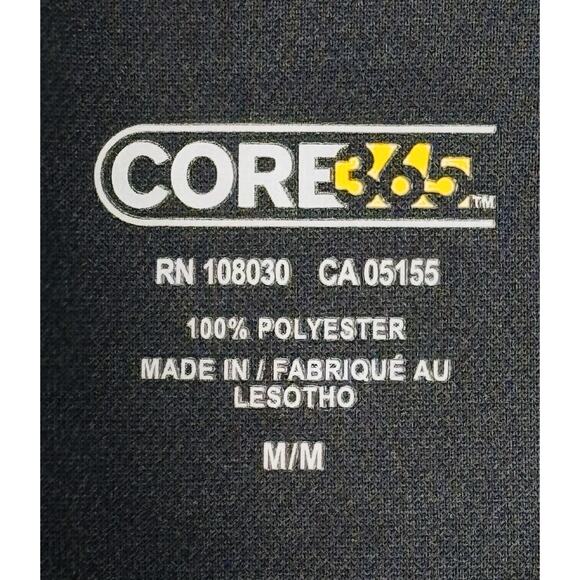 CORE365™
RN 108030 CA 05155
100% POLYESTER
MADE IN / FABRIQUÉ AU
LESOTHO
M/M